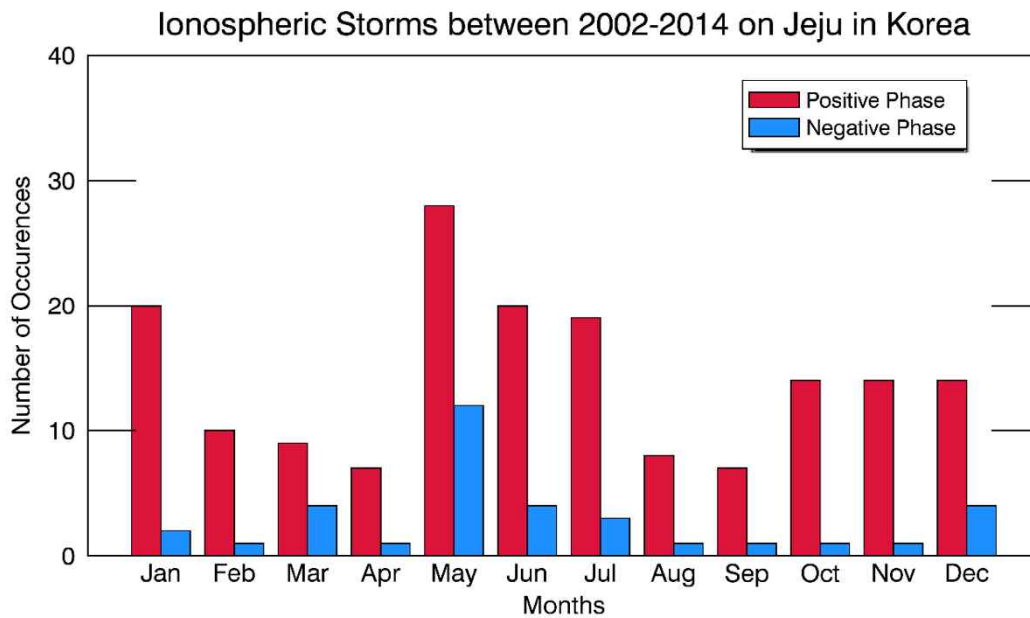 Ionospheric Storms between 2002-2014 on Jeju in Korea
40
30
20
10
0
Number of Occurences
Positive Phase
Negative Phase
Jan Feb Mar Apr May Jun Jul Aug Sep Oct Nov Dec
Months